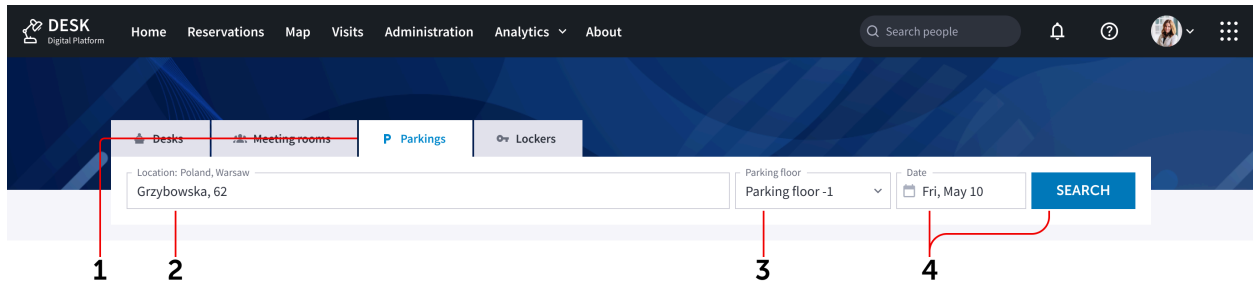 DESK
Digital Platform
Home Reservations Map Visits Administration Analytics About
Search people
Desks Meeting rooms P Parkings Lockers
Location: Poland, Warsaw
Grzybowska, 62
Parking floor
Parking floor -1
Date
Fri, May 10
SEARCH
1 2 3 4